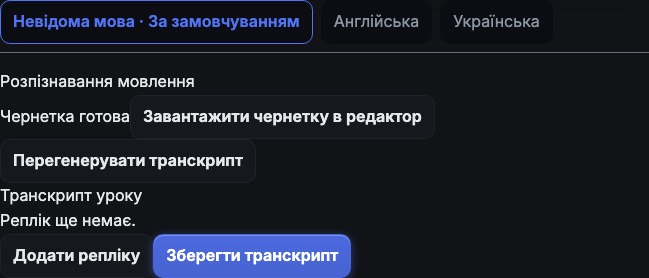 Невідома мова · За замовчуванням Англійська Українська
Розпізнавання мовлення
Чернетка готова Завантажити чернетку в редактор
Перегенерувати транскрипт
Транскрипт уроку
Реплік ще немає.
Додати репліку Зберегти транскрипт